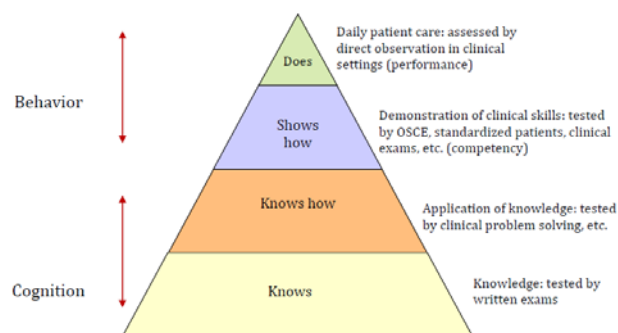 Daily patient care: assessed by
direct observation in clinical
settings (performance)
Does
Behavior
Shows
how
Demonstration of clinical skills: tested
by OSCE, standardized patients, clinical
exams, etc. (competency)
Knows how
Application of knowledge: tested
by clinical problem solving, etc.
Cognition
Knows
Knowledge: tested by
written exams